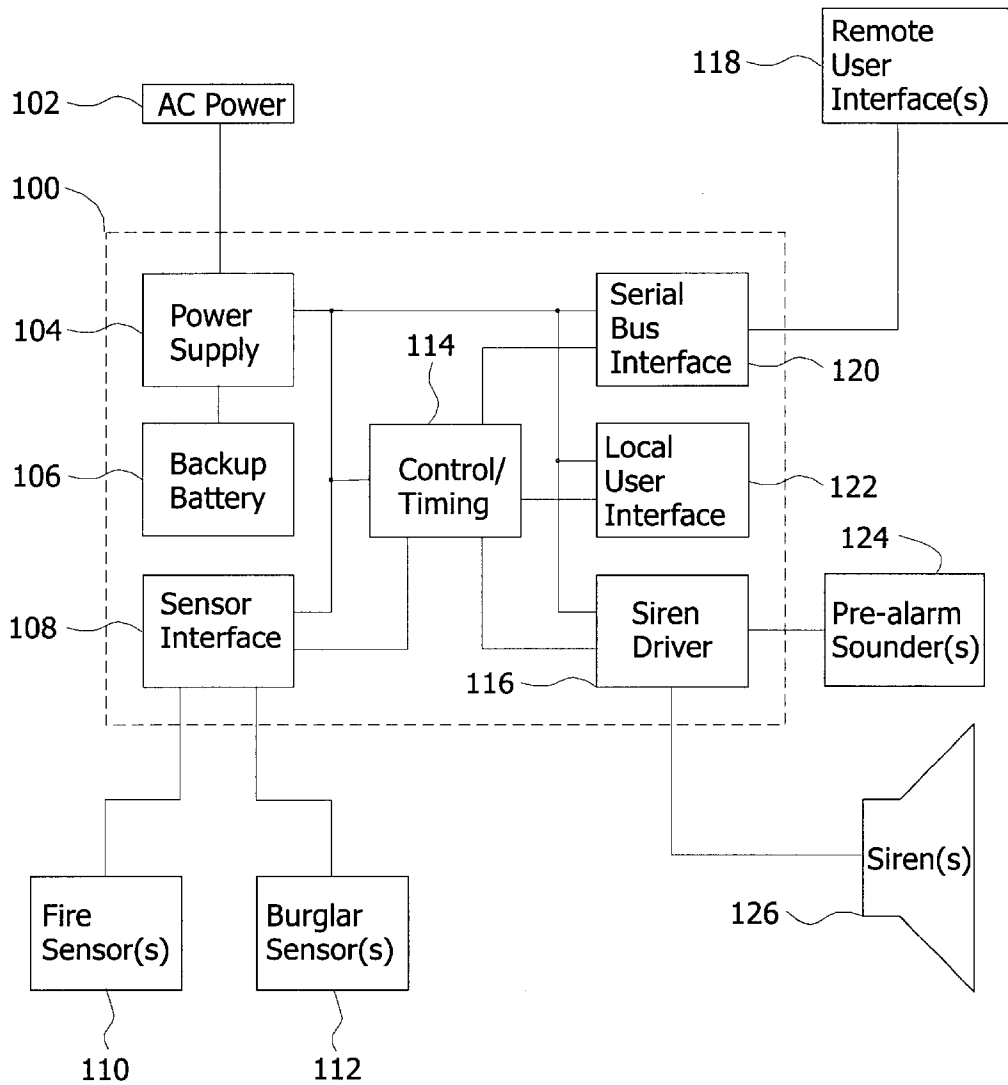 Remote
User
Interface(s)
118
102
AC Power
100
104
Power
Supply
114
Serial
Bus
Interface
120
106
Backup
Battery
Control/
Timing
Local
User
Interface
122
124
108
Sensor
Interface
Siren
Driver
116
Pre-alarm
Sounder(s)
Siren(s)
126
Fire
Sensor(s)
110
Burglar
Sensor(s)
112